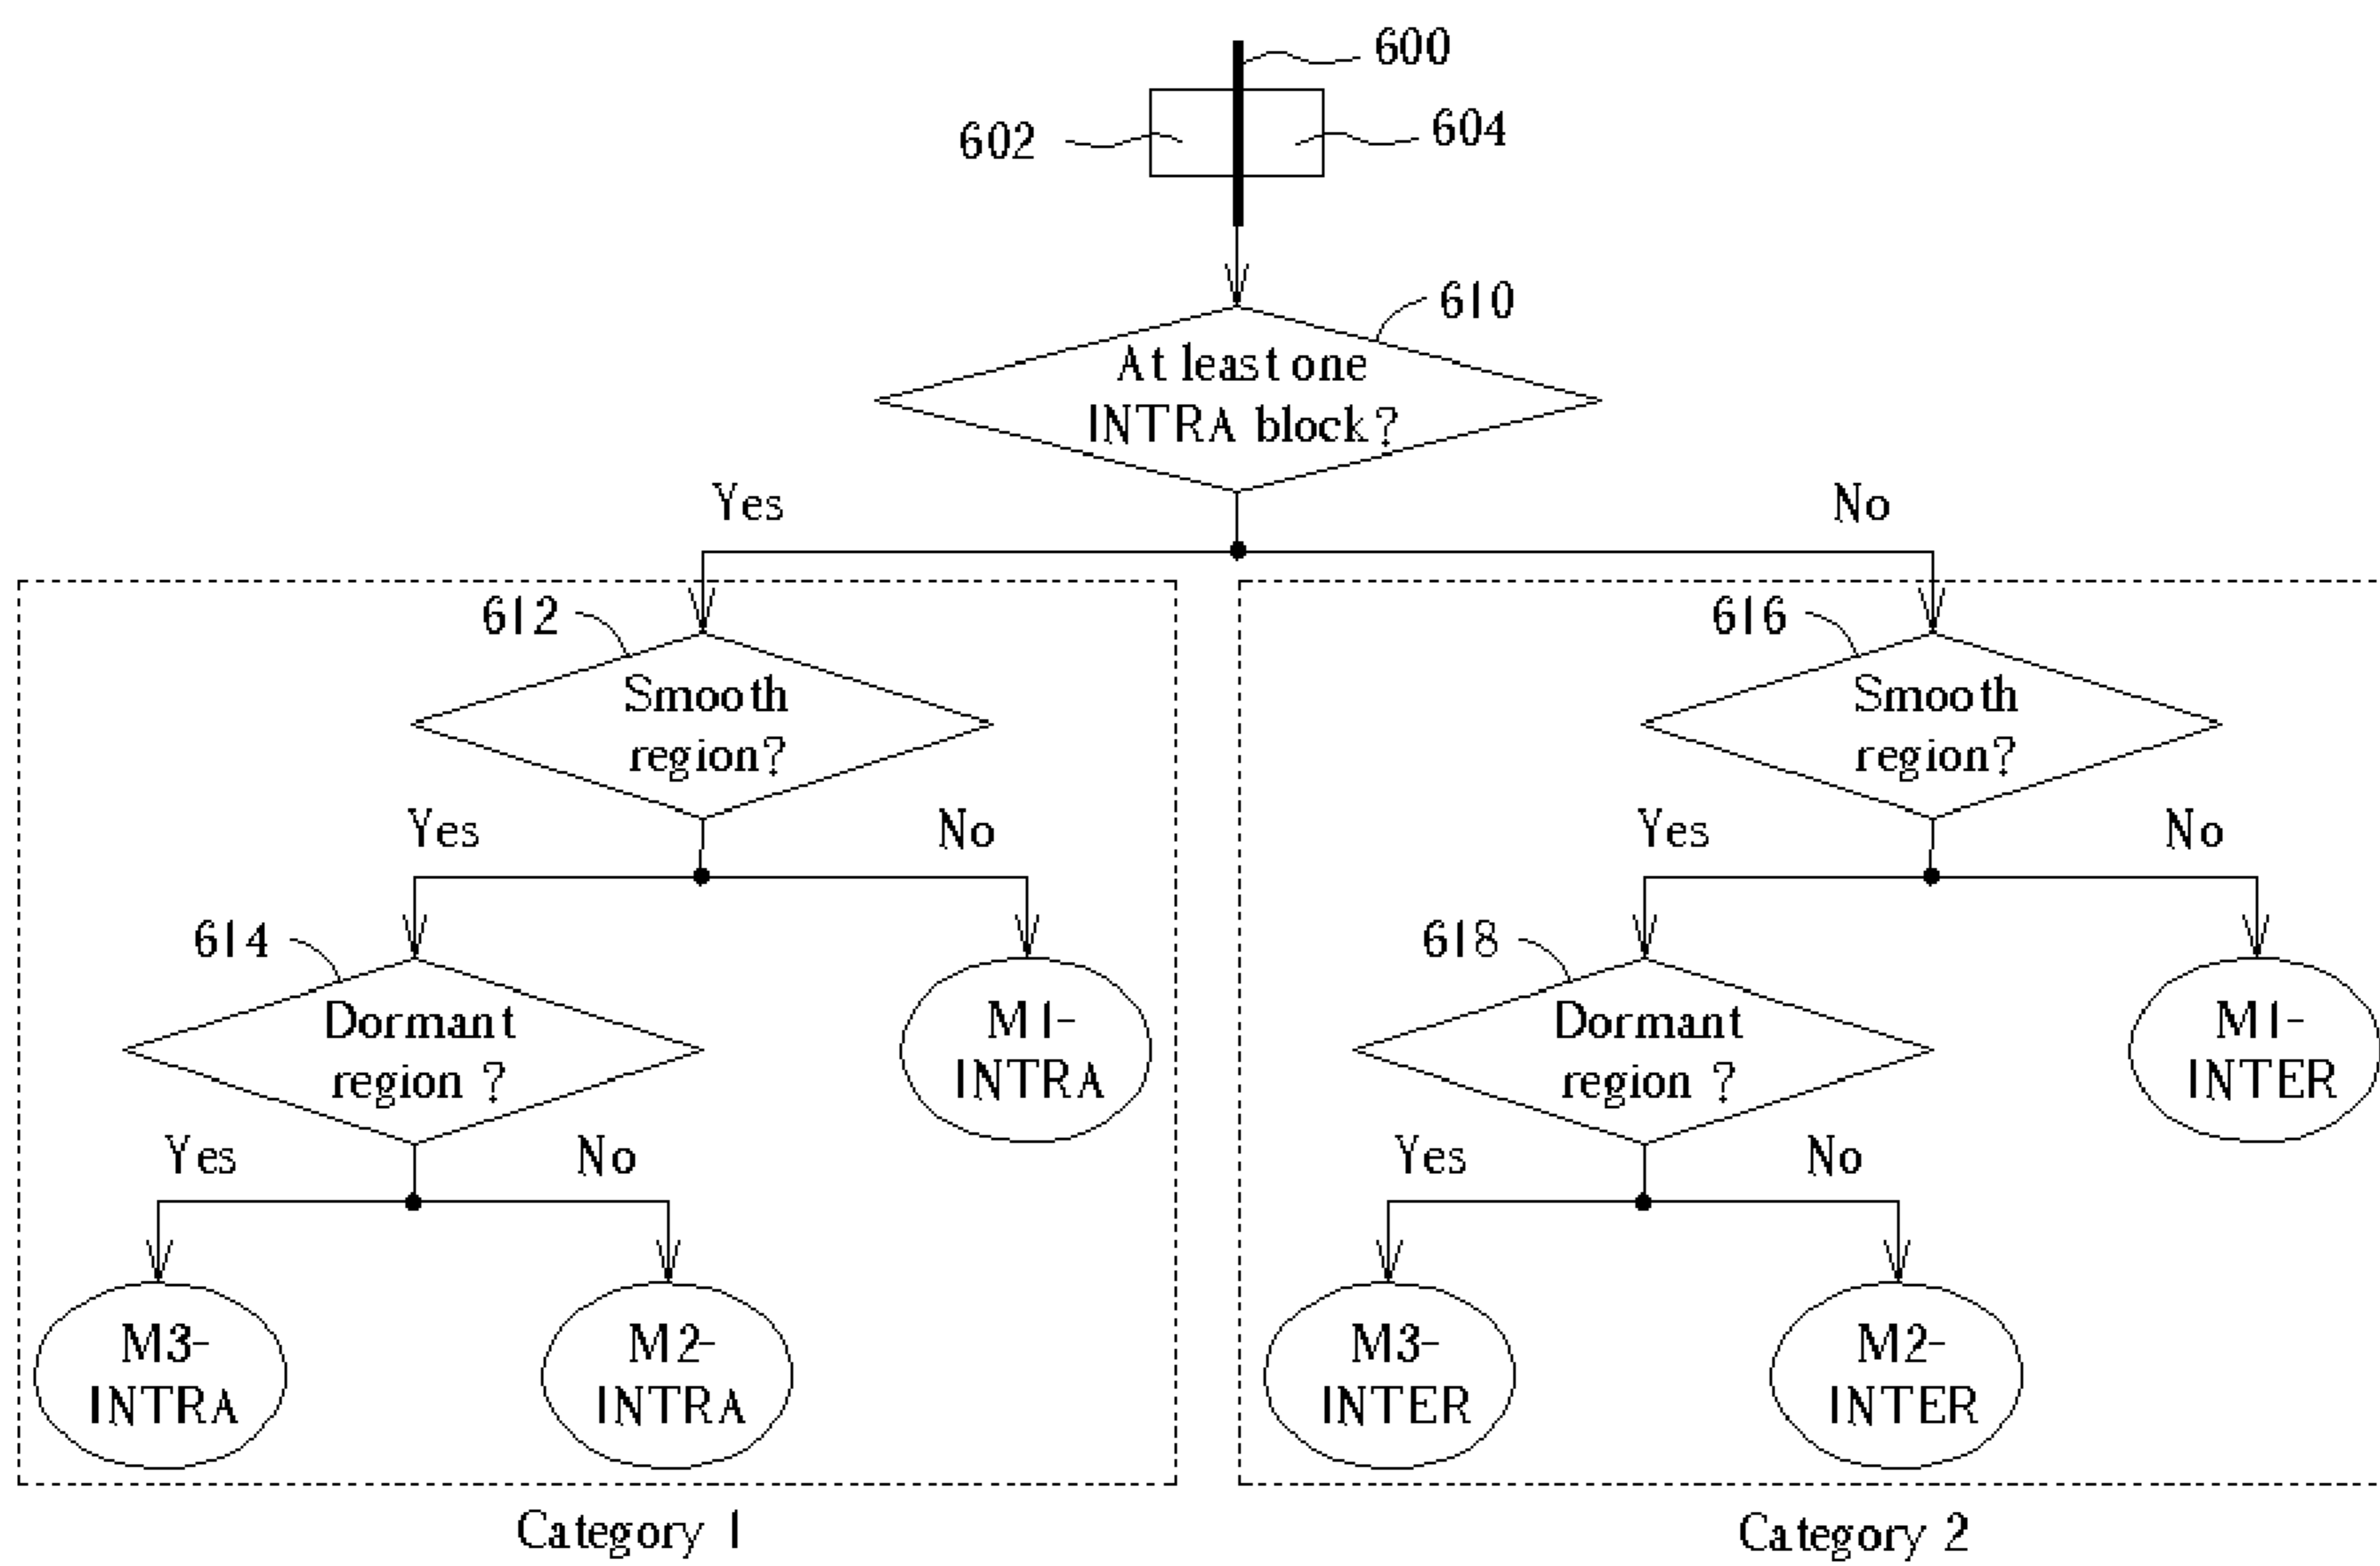 600
602
604
610
At least one
INTRA block?
Yes
No
612
Smooth
region?
616
Smooth
region?
Yes
No
Yes
No
614
Dormant
region ?
M1-
INTRA
618
Dormant
region ?
M1-
INTER
Yes
No
Yes
No
M3-
INTRA
M2-
INTRA
M3-
INTER
M2-
INTER
Category 1
Category 2